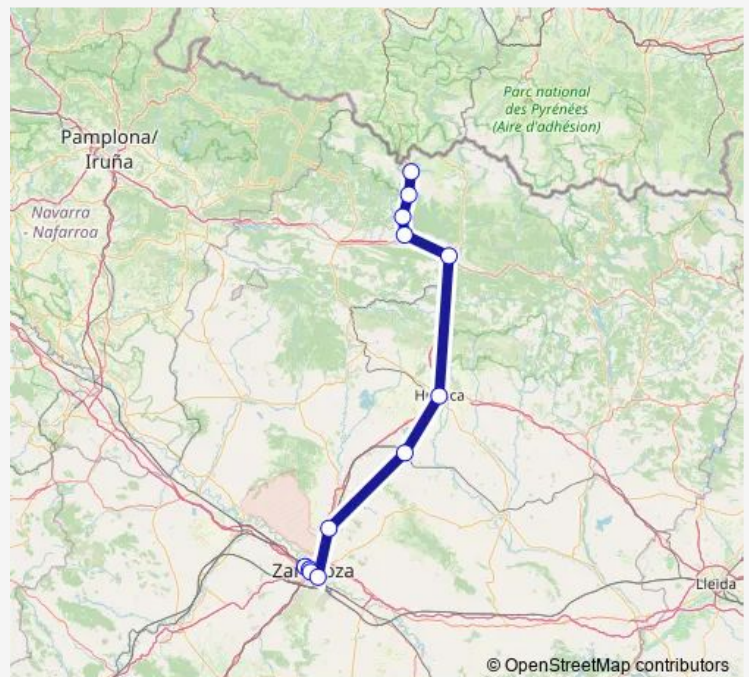 Parc national
des Pyrénées
(Aire d'adhésion)
Pamplona/
Iruña
Navarra
- Nafarroa
Lleida
© OpenStreetMap contributors